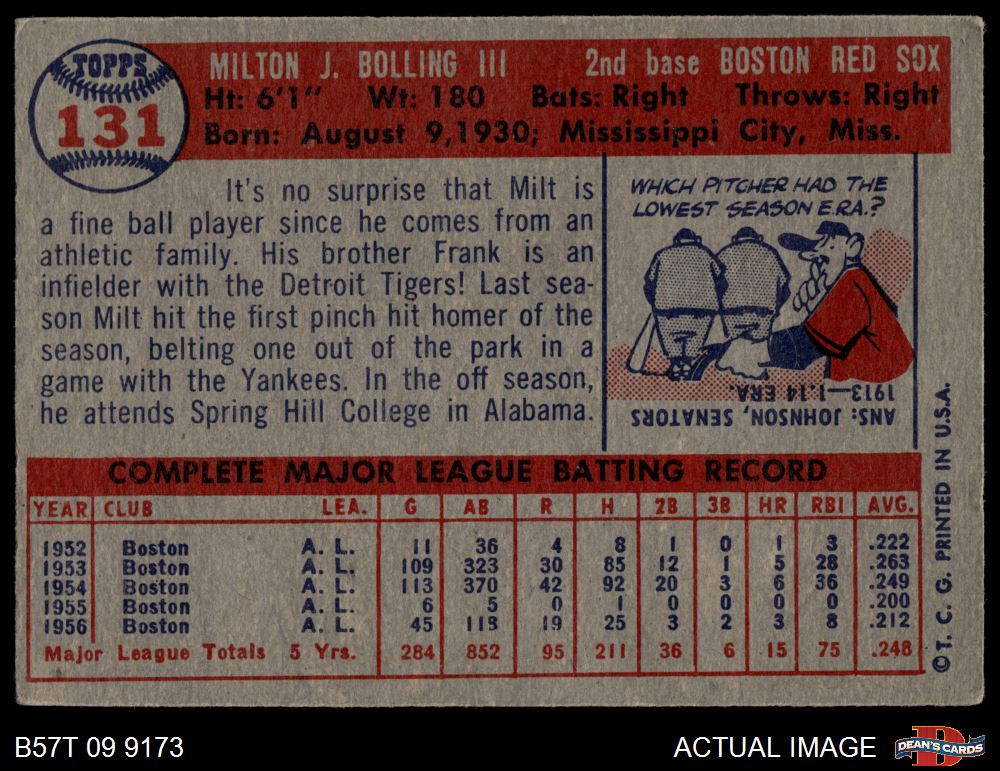 TOPPS
131
MILTON J. BOLLING III 2nd base BOSTON RED SOX
Ht: 6'1" Wt: 180 Bats: Right Throws: Right
Born: August 9, 1930; Mississippi City, Miss.
It's no surprise that Milt is
a fine ball player since he comes from an
athletic family. His brother Frank is an
infielder with the Detroit Tigers! Last sea-
son Milt hit the first pinch hit homer of the
season, belting one out of the park in a
game with the Yankees. In the off season,
he attends Spring Hill College in Alabama.
WHICH PITCHER HAD THE
LOWEST SEASON E.R.A.?
ANS: JOHNSON, SENATORS
1913—1.14 ERA
COMPLETE MAJOR LEAGUE BATTING RECORD
YEAR CLUB LEA. G AB R H 2B 3B HR RBI AVG.
1952 Boston A. L. 11 36 4 8 1 0 1 3 .222
1953 Boston A. L. 109 323 30 85 12 1 5 28 .263
1954 Boston A. L. 113 370 42 92 20 3 6 36 .249
1955 Boston A. L. 6 5 0 1 0 0 0 0 .200
1956 Boston A. L. 45 118 19 25 3 2 3 8 .212
Major League Totals 5 Yrs. 284 852 95 211 36 6 15 75 .248
© T. C. G. PRINTED IN U.S.A.
B57T 09 9173
ACTUAL IMAGE
D
DEAN'S CARDS